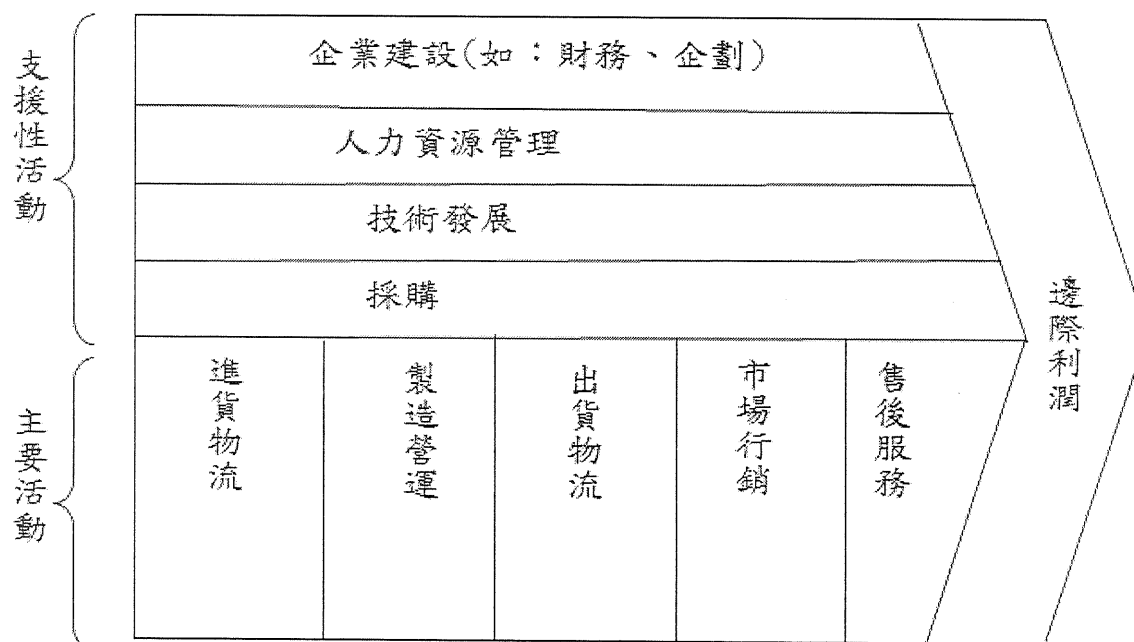 支援性活動
企業建設(如：財務、企劃)
人力資源管理
技術發展
採購
主要活動
進貨物流
製造營運
出貨物流
市場行銷
售後服務
邊際利潤